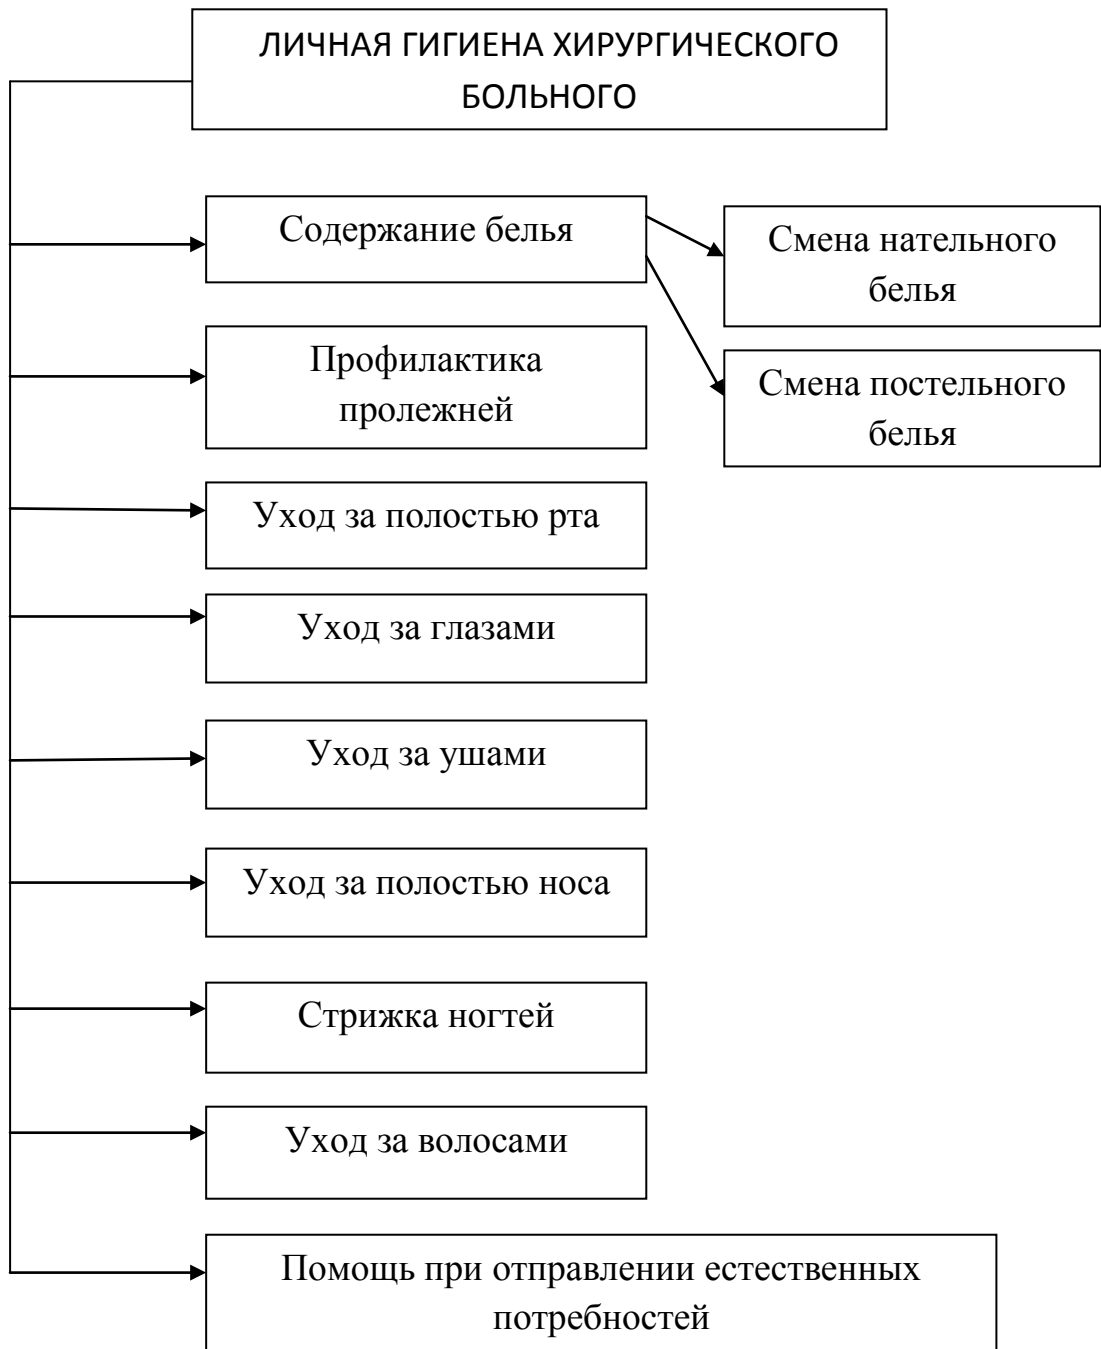 ЛИЧНАЯ ГИГИЕНА ХИРУРГИЧЕСКОГО
БОЛЬНОГО
Содержание белья
Смена нательного
белья
Профилактика
пролежней
Смена постельного
белья
Уход за полостью рта
Уход за глазами
Уход за ушами
Уход за полостью носа
Стрижка ногтей
Уход за волосами
Помощь при отправлении естественных
потребностей